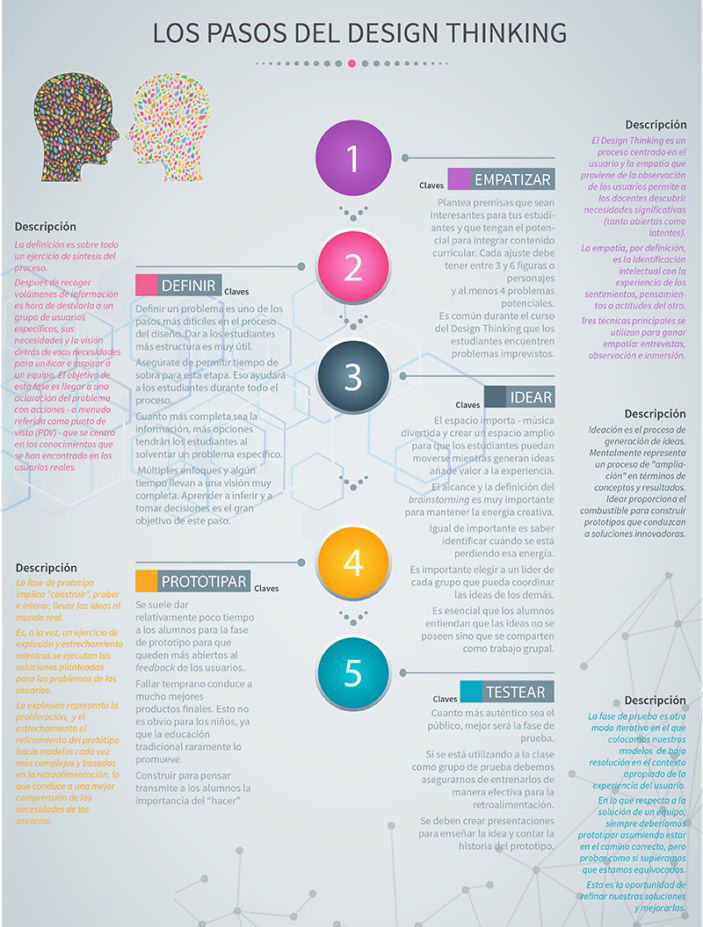 LOS PASOS DEL DESIGN THINKING
1
Claves
EMPATIZAR
Plantea premisas que sean
interesantes para tus estudi-
antes y que tengan el poten-
cial para integrar contenido
curricular. Cada ajuste debe
tener entre 3 y 6 figuras o
personajes
y al menos 4 problemas
potenciales.
Es común durante el curso
del Design Thinking que los
estudiantes encuentren
problemas imprevistos.
Descripción
El Design Thinking es un
proceso centrado en el
usuario y la empatía que
proviene de la observación
de los usuarios permite a
los docentes descubrir
necesidades significativas
(tanto abiertas como
latentes).
La empatía, por definición,
es la identificación
intelectual con la
experiencia de los
sentimientos, pensamien-
tos o actitudes del otro.
Tres técnicas principales se
utilizan para ganar
empatía: entrevistas,
observación e inmersión.
2
DEFINIR
Claves
Definir un problema es uno de los
pasos más difíciles en el proceso
del diseño. Dar a los estudiantes
más estructura es muy útil.
Asegúrate de permitir tiempo de
sobra para esta etapa. Eso ayudará
a los estudiantes durante todo el
proceso.
Cuanto más completa sea la
información, más opciones
tendrán los estudiantes al
solventar un problema específico.
Múltiples enfoques y algún
tiempo llevan a una visión muy
completa. Aprender a inferir y a
tomar decisiones es el gran
objetivo de este paso.
Descripción
La definición es sobre todo
un ejercicio de síntesis del
proceso.
Después de recoger
volúmenes de información
es hora de destilarla a un
grupo de usuarios
específicos, sus
necesidades y la visión
detrás de esas necesidades
para unificar e inspirar a
un equipo. El objetivo de
esta fase es llegar a una
aclaración del problema
con acciones - a menudo
referida como punto de
vista (PDV) - que se centra
en los conocimientos que
se han encontrado en los
usuarios reales.
3
Claves
IDEAR
El espacio importa - música
divertida y crear un espacio amplio
para que los estudiantes puedan
moverse mientras generan ideas
añade valor a la experiencia.
El alcance y la definición del
brainstorming es muy importante
para mantener la energía creativa.
Igual de importante es saber
identificar cuándo se está
perdiendo esa energía.
Es importante elegir a un líder de
cada grupo que pueda coordinar
las ideas de los demás.
Es esencial que los alumnos
entiendan que las ideas no se
poseen sino que se comparten
como trabajo grupal.
Descripción
Ideación es el proceso de
generación de ideas.
Mentalmente representa
un proceso de "amplia-
ción" en términos de
conceptos y resultados.
Idear proporciona el
combustible para construir
prototipos que conduzcan
a soluciones innovadoras.
4
PROTOTIPAR
Claves
Se suele dar
relativamente poco tiempo
a los alumnos para la fase
de prototipo para que
queden más abiertos al
feedback de los usuarios.
Fallar temprano conduce a
mucho mejores
productos finales. Esto no
es obvio para los niños, ya
que la educación
tradicional raramente lo
promueve.
Construir para pensar
transmite a los alumnos la
importancia del "hacer"
Descripción
La fase de prototipo
implica "construir", probar
e interar, llevar las ideas al
mundo real.
Es, a la vez, un ejercicio de
explosión y estrechamiento
mientras se ejecutan las
soluciones planteadas
para los problemas de los
usuarios.
La explosión representa la
proliferación, y el
estrechamiento el
refinamiento del prótotipo
hacia modelos cada vez
más complejos y basados
en la retroalimentación, lo
que conduce a una mejor
comprensión de las
necesidades de los
usuarios.
5
Claves
TESTEAR
Cuanto más auténtico sea el
público, mejor será la fase de
prueba.
Si se está utilizando a la clase
como grupo de prueba debemos
asegurarnos de entrenarlos de
manera efectiva para la
retroalimentación.
Se deben crear presentaciones
para enseñar la idea y contar la
historia del prototipo.
Descripción
La fase de prueba es otro
modo iterativo en el que
colocamos nuestros
modelos de baja
resolución en el contexto
apropiado de la
experiencia del usuario.
En lo que respecta a la
solución de un equipo,
siempre deberíamos
prototipar asumiendo estar
en el camino correcto, pero
probar como si supiéramos
que estamos equivocados.
Esta es la oportunidad de
refinar nuestras soluciones
y mejorarlas.